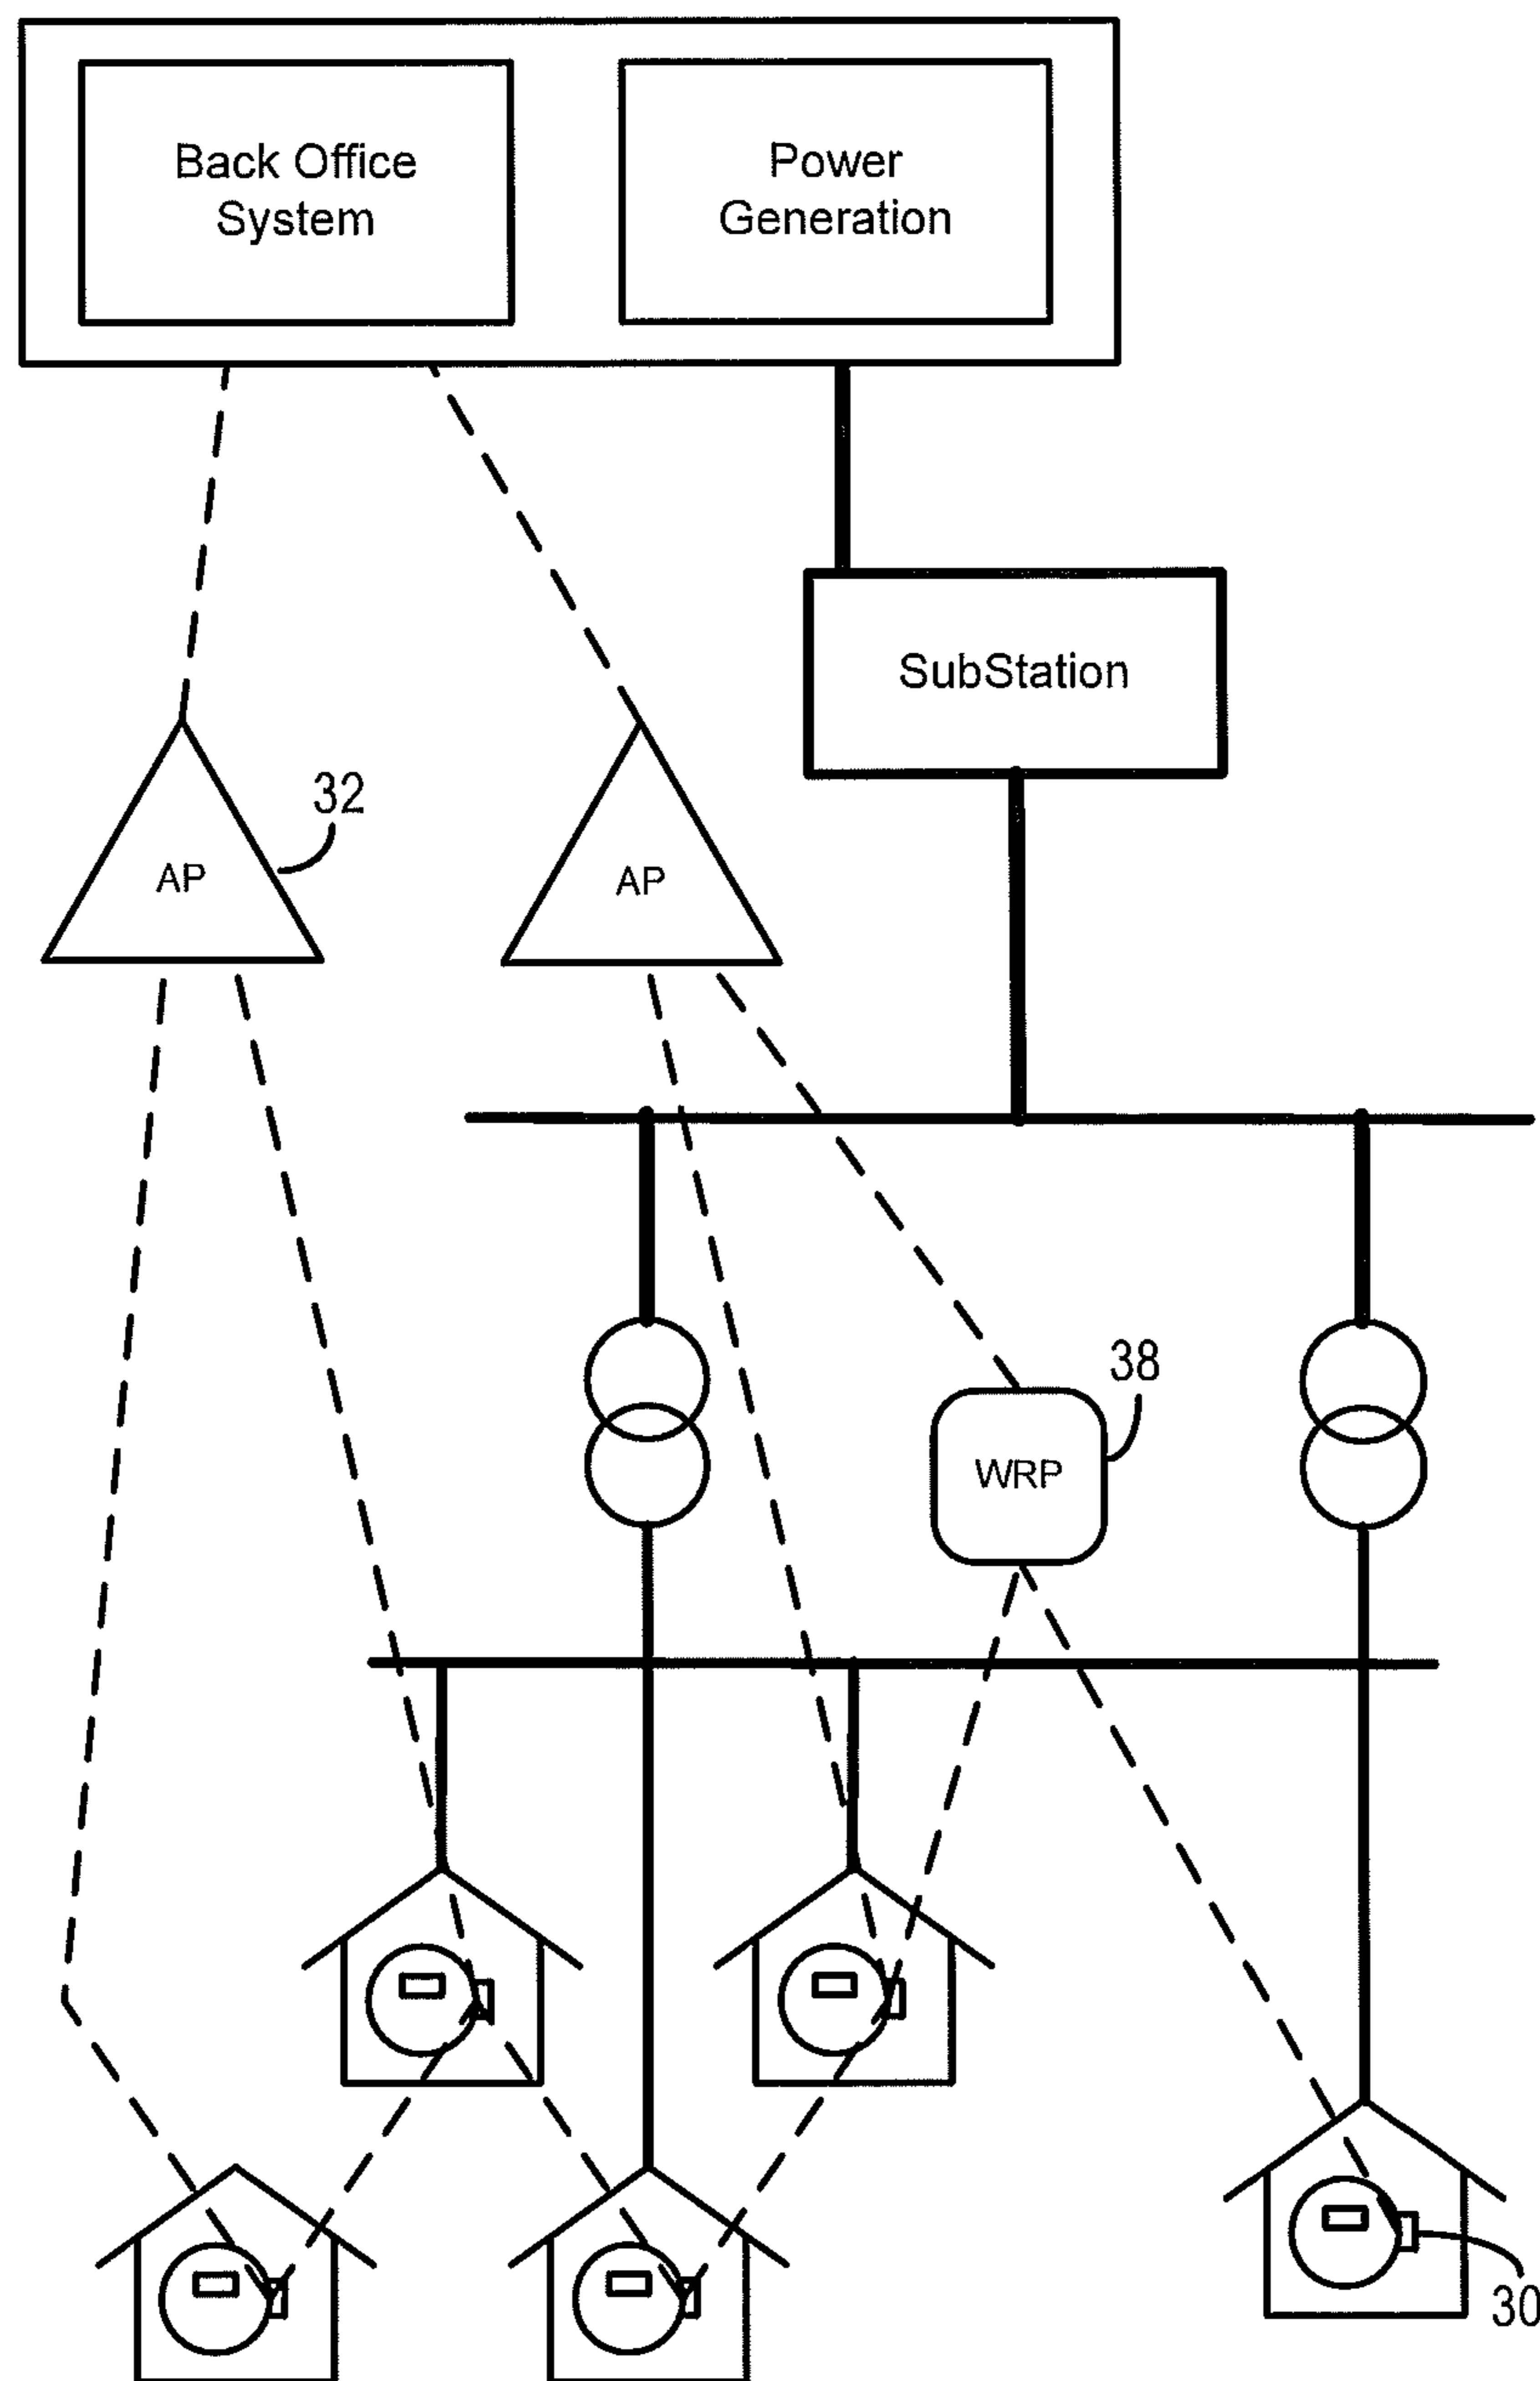 Back Office
System
Power
Generation
SubStation
32
AP
AP
38
WRP
30